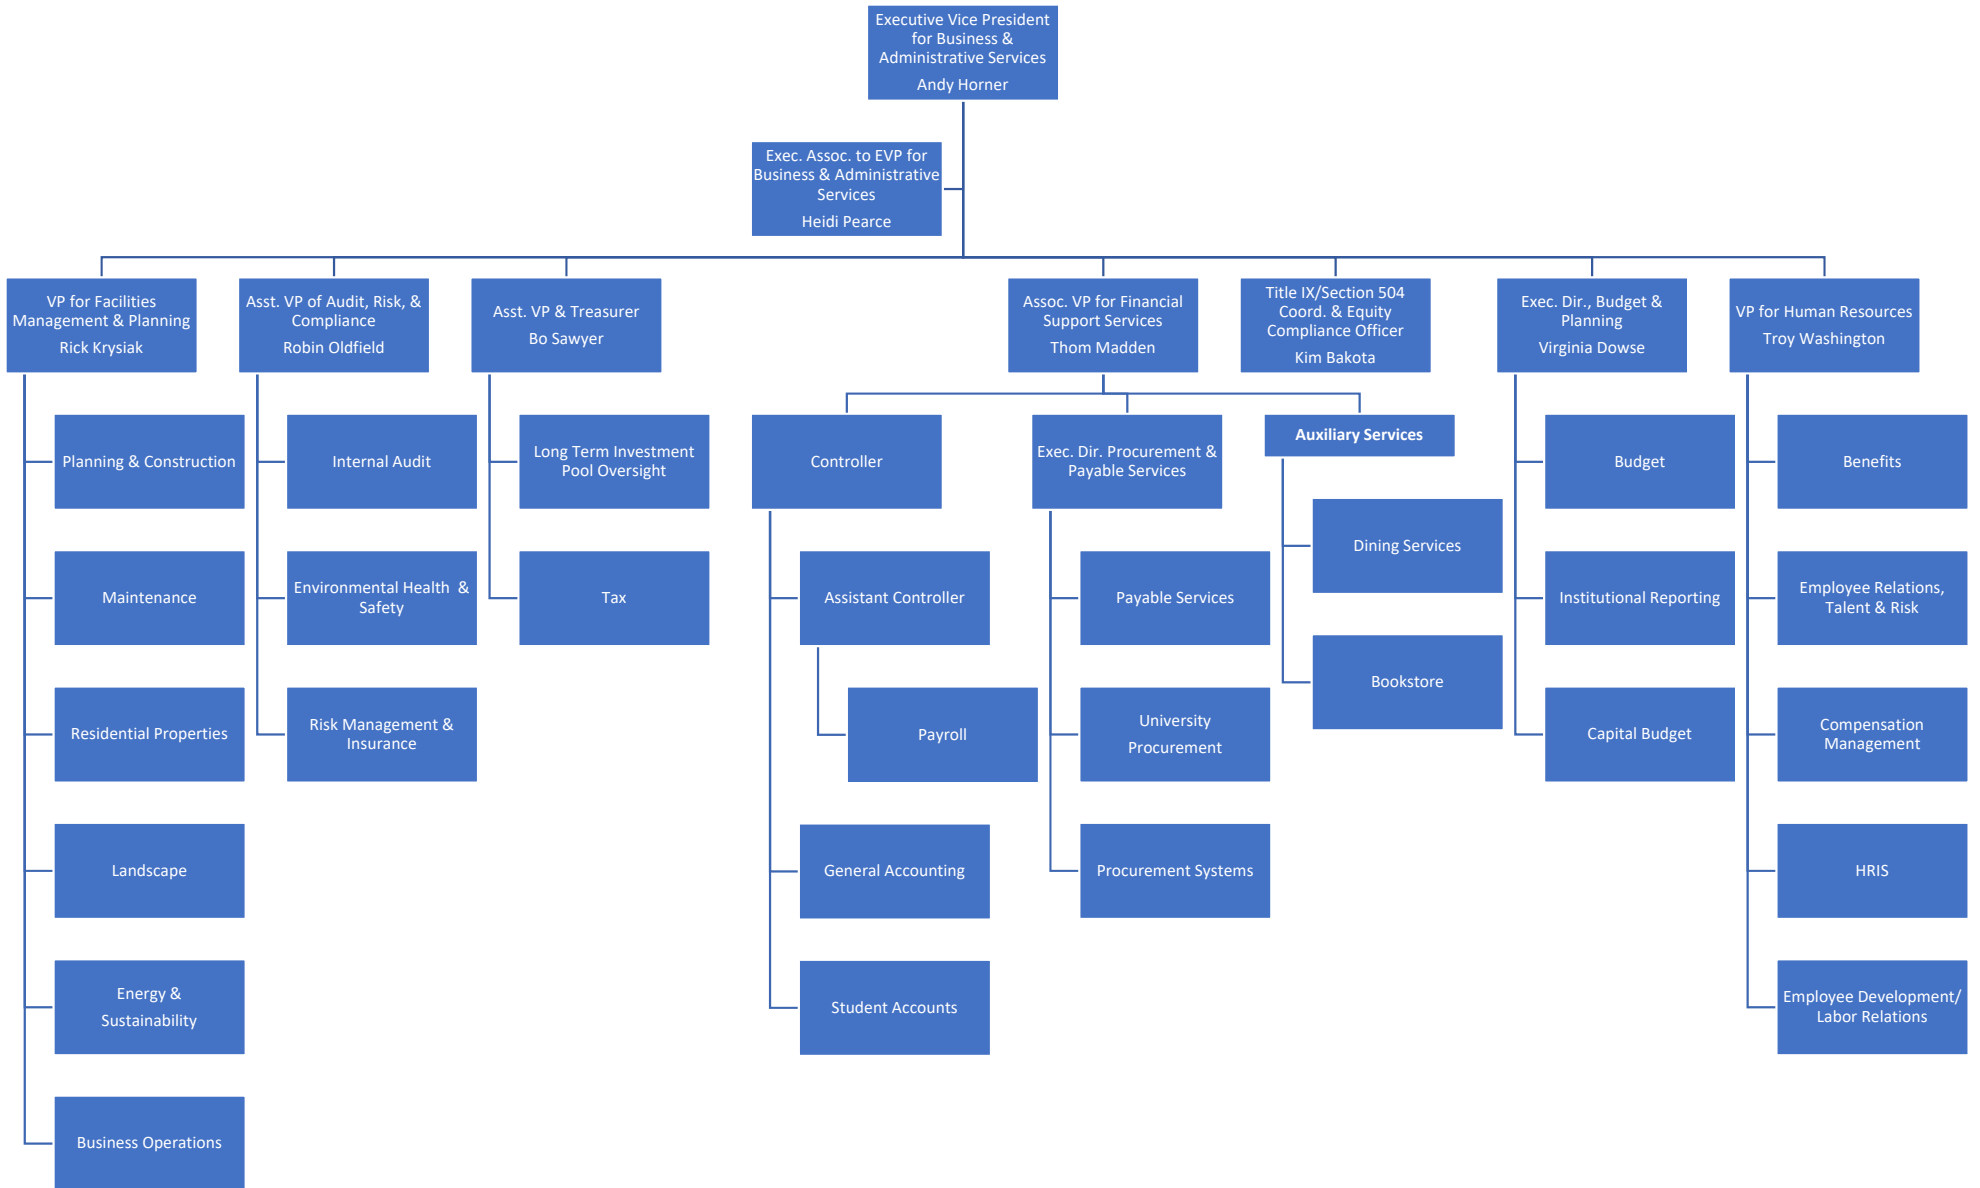 Executive Vice President
for Business &
Administrative Services
Andy Horner
Exec. Assoc. to EVP for
Business & Administrative
Services
Heidi Pearce
VP for Facilities
Management & Planning
Rick Krysiak
Asst. VP of Audit, Risk, &
Compliance
Robin Oldfield
Asst. VP & Treasurer
Bo Sawyer
Assoc. VP for Financial
Support Services
Thom Madden
Title IX/Section 504
Coord. & Equity
Compliance Officer
Kim Bakota
Exec. Dir., Budget &
Planning
Virginia Dowse
VP for Human Resources
Troy Washington
Planning & Construction
Maintenance
Residential Properties
Landscape
Energy &
Sustainability
Business Operations
Internal Audit
Environmental Health & 
Safety
Risk Management &
Insurance
Long Term Investment
Pool Oversight
Tax
Controller
Assistant Controller
Payroll
General Accounting
Student Accounts
Exec. Dir. Procurement &
Payable Services
Payable Services
University
Procurement
Procurement Systems
Auxiliary Services
Dining Services
Bookstore
Budget
Institutional Reporting
Capital Budget
Benefits
Employee Relations,
Talent & Risk
Compensation
Management
HRIS
Employee Development/
Labor Relations